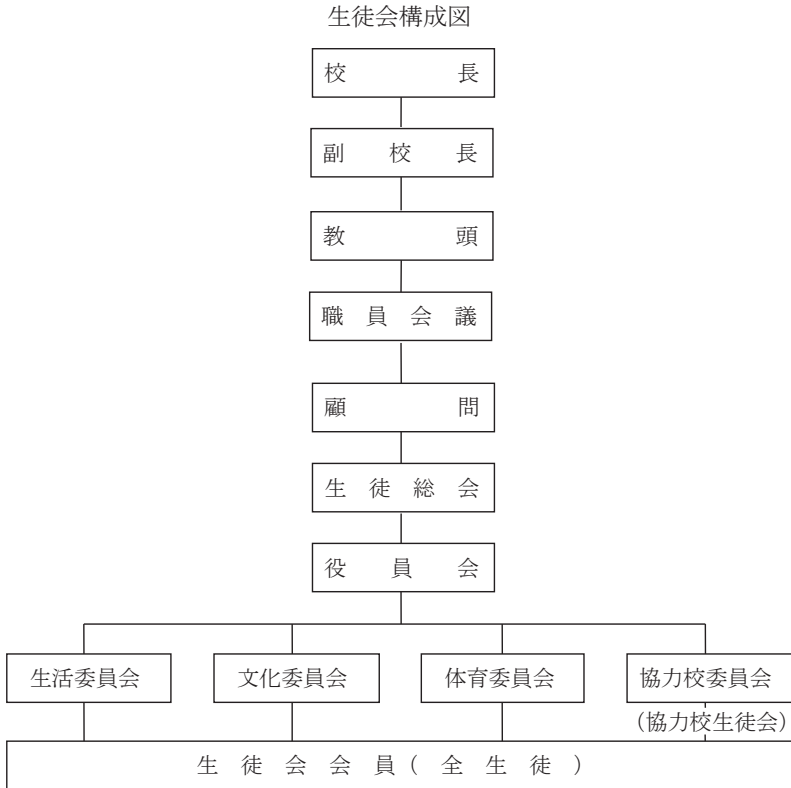 生徒会構成図
校長
副校長
教頭
職員会議
顧問
生徒総会
役員会
生活委員会 文化委員会 体育委員会 協力校委員会
(協力校生徒会)
生徒会会員(全生徒)